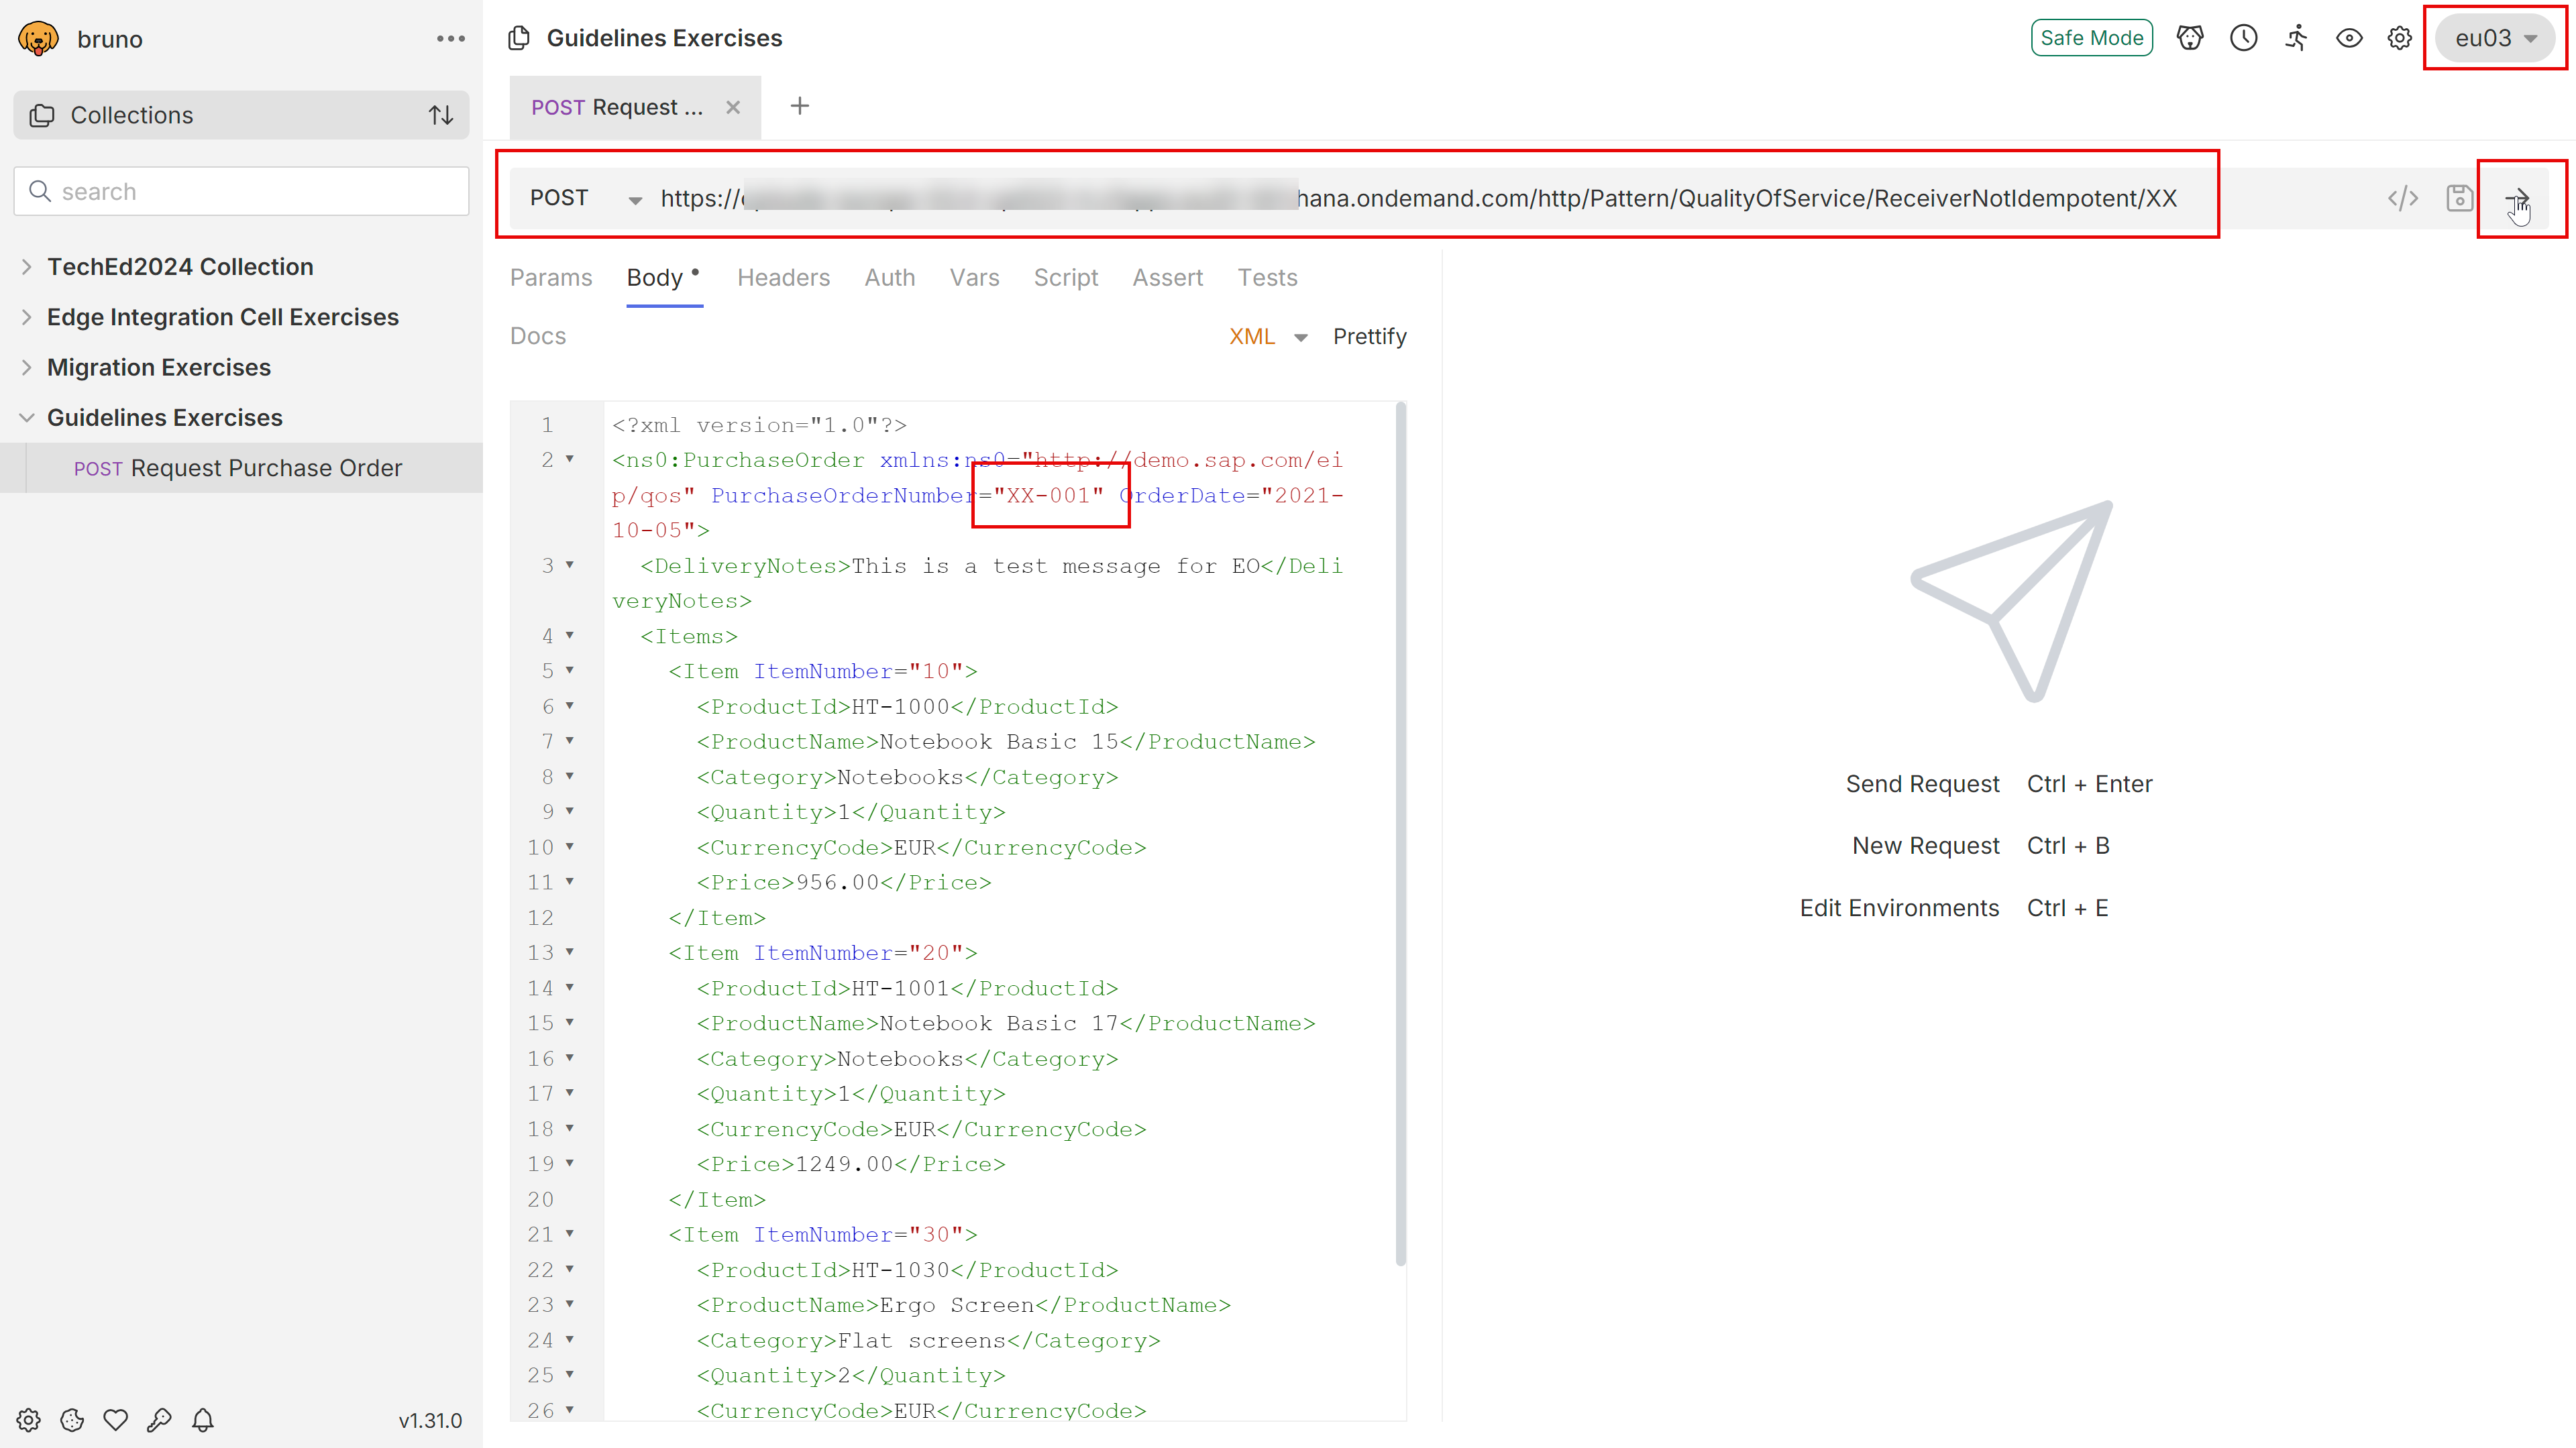 bruno
Collections
search
TechEd2024 Collection
Edge Integration Cell Exercises
Migration Exercises
Guidelines Exercises
POST Request Purchase Order
v1.31.0
Guidelines Exercises
Safe Mode
eu03
POST Request ...
POST
https://
hana.ondemand.com/http/Pattern/QualityOfService/ReceiverNotIdempotent/XX
Params Body Headers Auth Vars Script Assert Tests
Docs
XML Prettify
1 <?xml version="1.0"?>
2 <ns0:PurchaseOrder xmlns:ns0="http://demo.sap.com/ei
p/qos" PurchaseOrderNumber="XX-001" OrderDate="2021-
10-05">
3 <DeliveryNotes>This is a test message for EO</Deli
veryNotes>
4 <Items>
5 <Item ItemNumber="10">
6 <ProductId>HT-1000</ProductId>
7 <ProductName>Notebook Basic 15</ProductName>
8 <Category>Notebooks</Category>
9 <Quantity>1</Quantity>
10 <CurrencyCode>EUR</CurrencyCode>
11 <Price>956.00</Price>
12 </Item>
13 <Item ItemNumber="20">
14 <ProductId>HT-1001</ProductId>
15 <ProductName>Notebook Basic 17</ProductName>
16 <Category>Notebooks</Category>
17 <Quantity>1</Quantity>
18 <CurrencyCode>EUR</CurrencyCode>
19 <Price>1249.00</Price>
20 </Item>
21 <Item ItemNumber="30">
22 <ProductId>HT-1030</ProductId>
23 <ProductName>Ergo Screen</ProductName>
24 <Category>Flat screens</Category>
25 <Quantity>2</Quantity>
26 <CurrencyCode>EUR</CurrencyCode>
Send Request Ctrl + Enter
New Request Ctrl + B
Edit Environments Ctrl + E